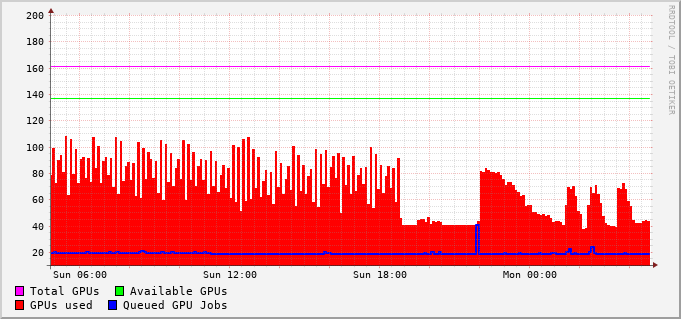 200
180
160
140
120
100
80
60
40
20
RRDTOOL / TOBI OETIKER
Sun 06:00 Sun 12:00 Sun 18:00 Mon 00:00
Total GPUs Available GPUs
GPUs used Queued GPU Jobs